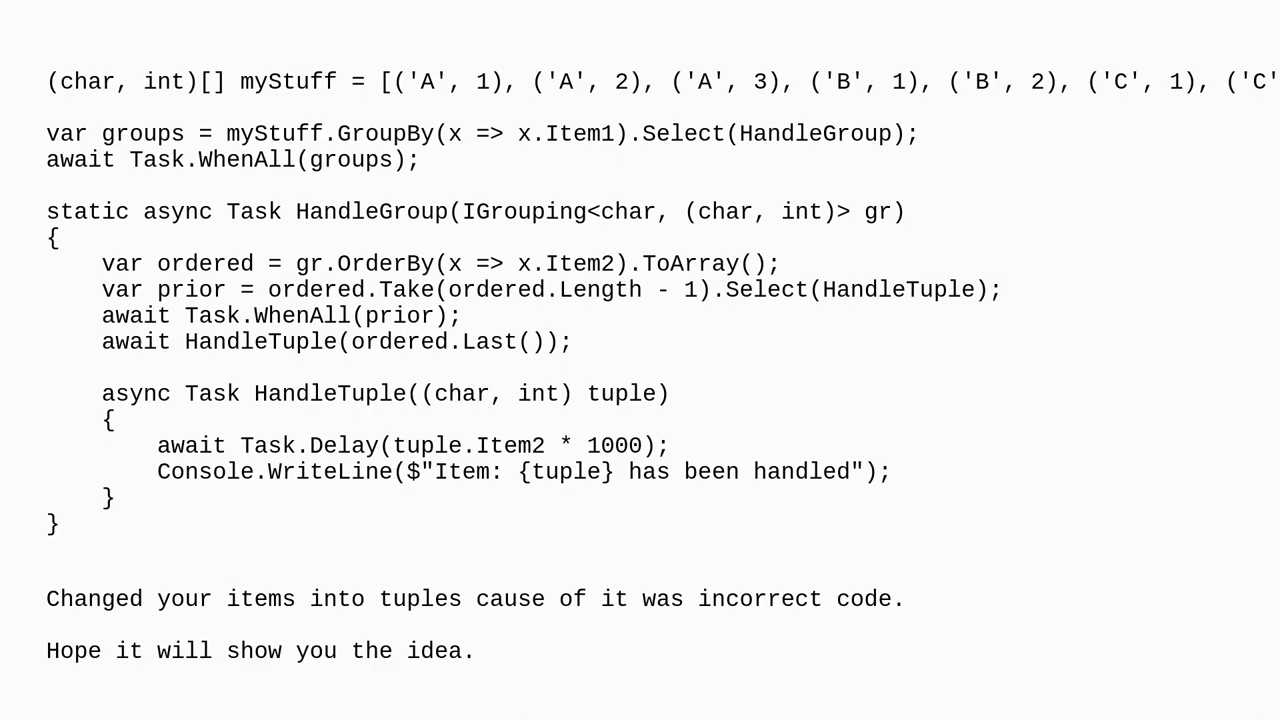 (char, int)[] myStuff = [('A', 1), ('A', 2), ('A', 3), ('B', 1), ('B', 2), ('C', 1), ('C'
var groups = myStuff.GroupBy(x => x.Item1).Select(HandleGroup);
await Task.WhenAll(groups);
static async Task HandleGroup(IGrouping<char, (char, int)> gr)
{
    var ordered = gr.OrderBy(x => x.Item2).ToArray();
    var prior = ordered.Take(ordered.Length - 1).Select(HandleTuple);
    await Task.WhenAll(prior);
    await HandleTuple(ordered.Last());
    async Task HandleTuple((char, int) tuple)
    {
        await Task.Delay(tuple.Item2 * 1000);
        Console.WriteLine($"Item: {tuple} has been handled");
    }
}
Changed your items into tuples cause of it was incorrect code.
Hope it will show you the idea.